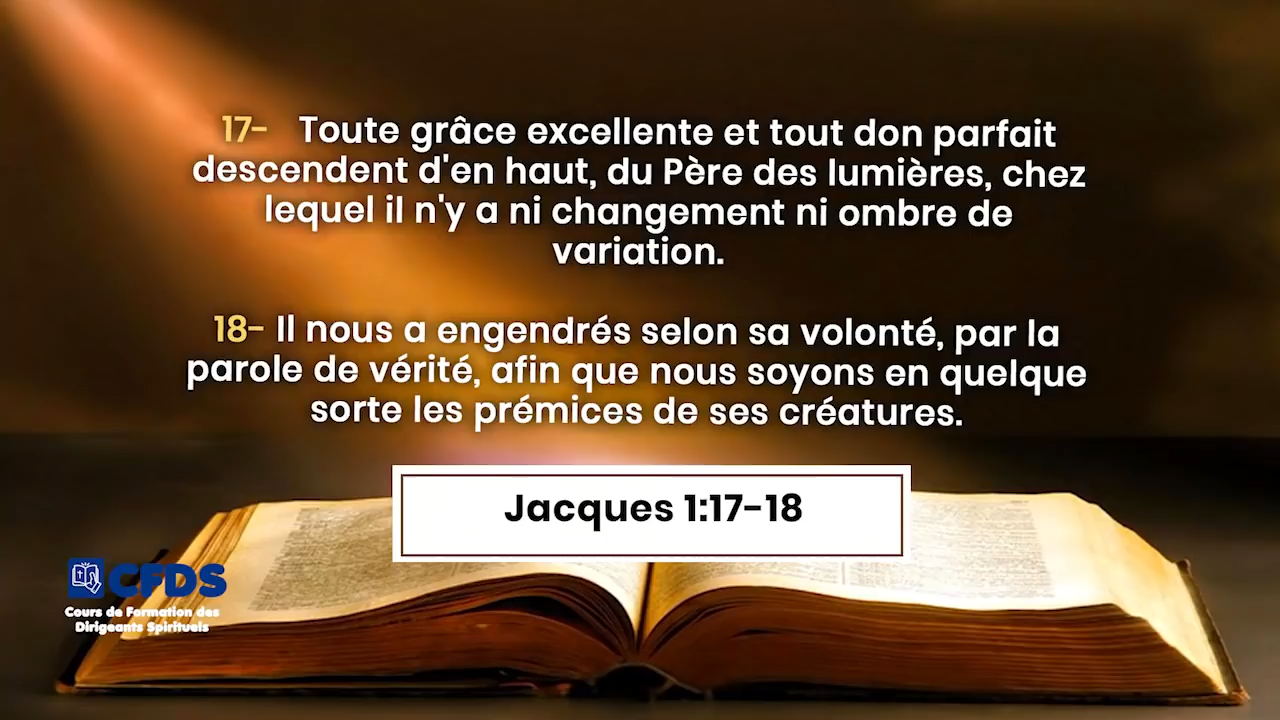 17- Toute grâce excellente et tout don parfait
descendent d'en haut, du Père des lumières, chez
lequel il n'y a ni changement ni ombre de
variation.
18- Il nous a engendrés selon sa volonté, par la
parole de vérité, afin que nous soyons en quelque
sorte les prémices de ses créatures.
Jacques 1:17-18
CFDS
Cours de Formation des
Dirigeants Spirituels